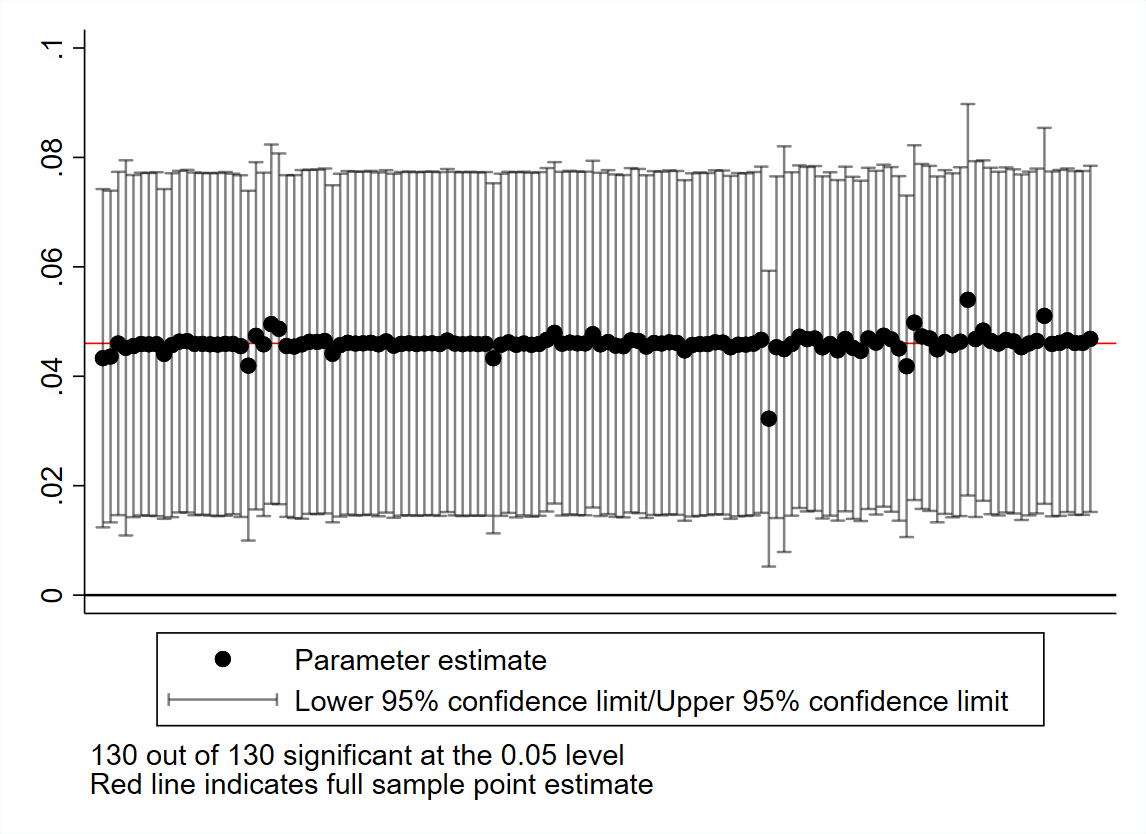 .1
.08
.06
.04
.02
0
Parameter estimate
Lower 95% confidence limit/Upper 95% confidence limit
130 out of 130 significant at the 0.05 level
Red line indicates full sample point estimate